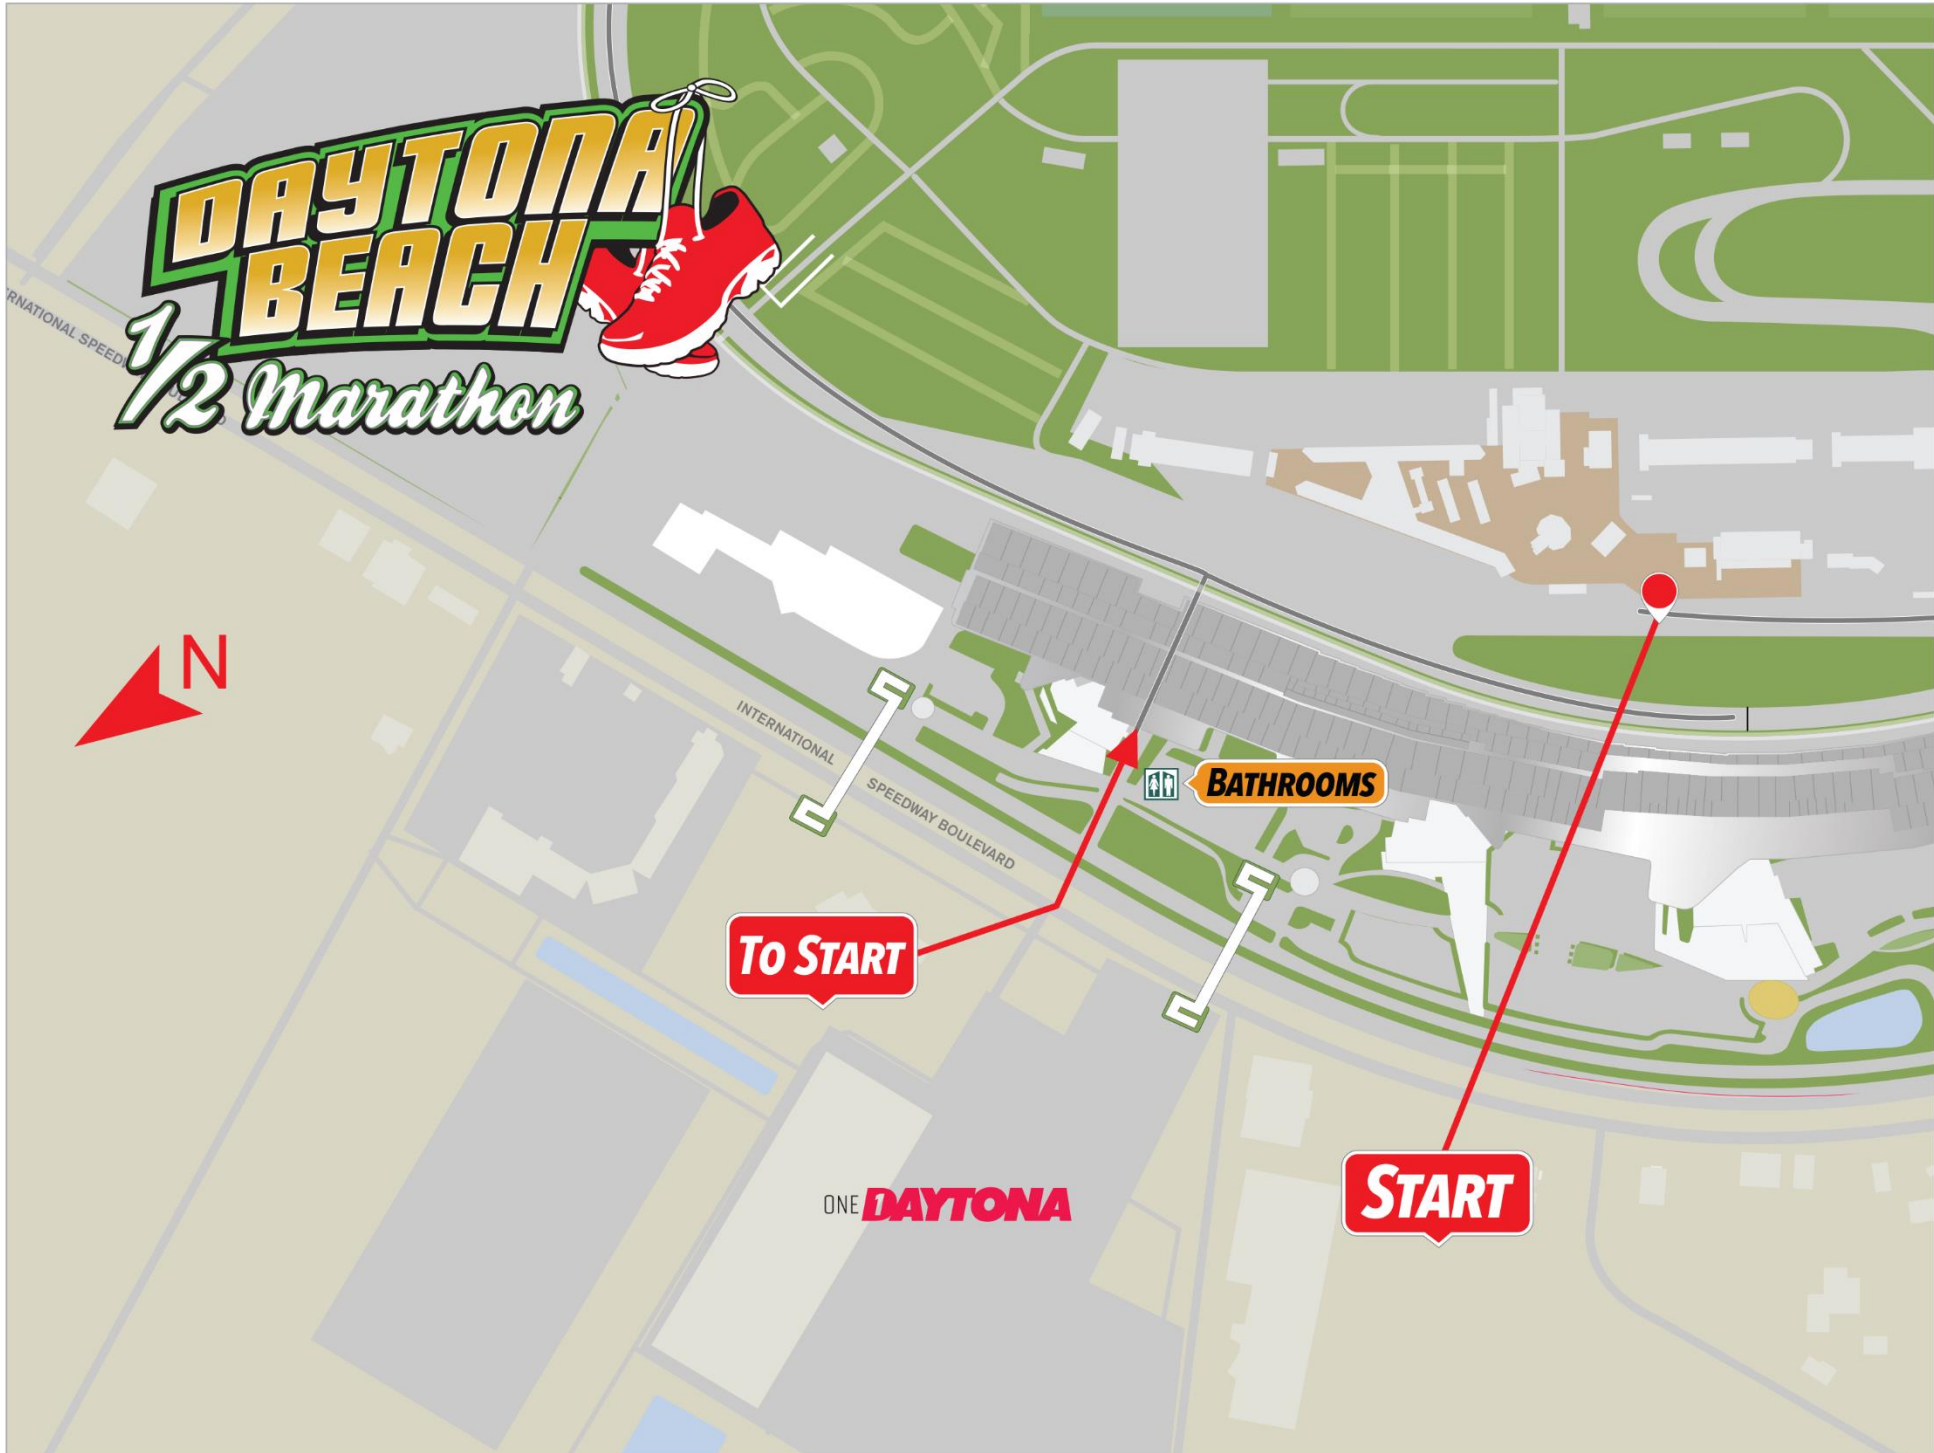 DAYTONA
BEACH
1/2 Marathon
INTERNATIONAL
SPEEDWAY BOULEVARD
N
BATHROOMS
TO START
START
ONE DAYTONA